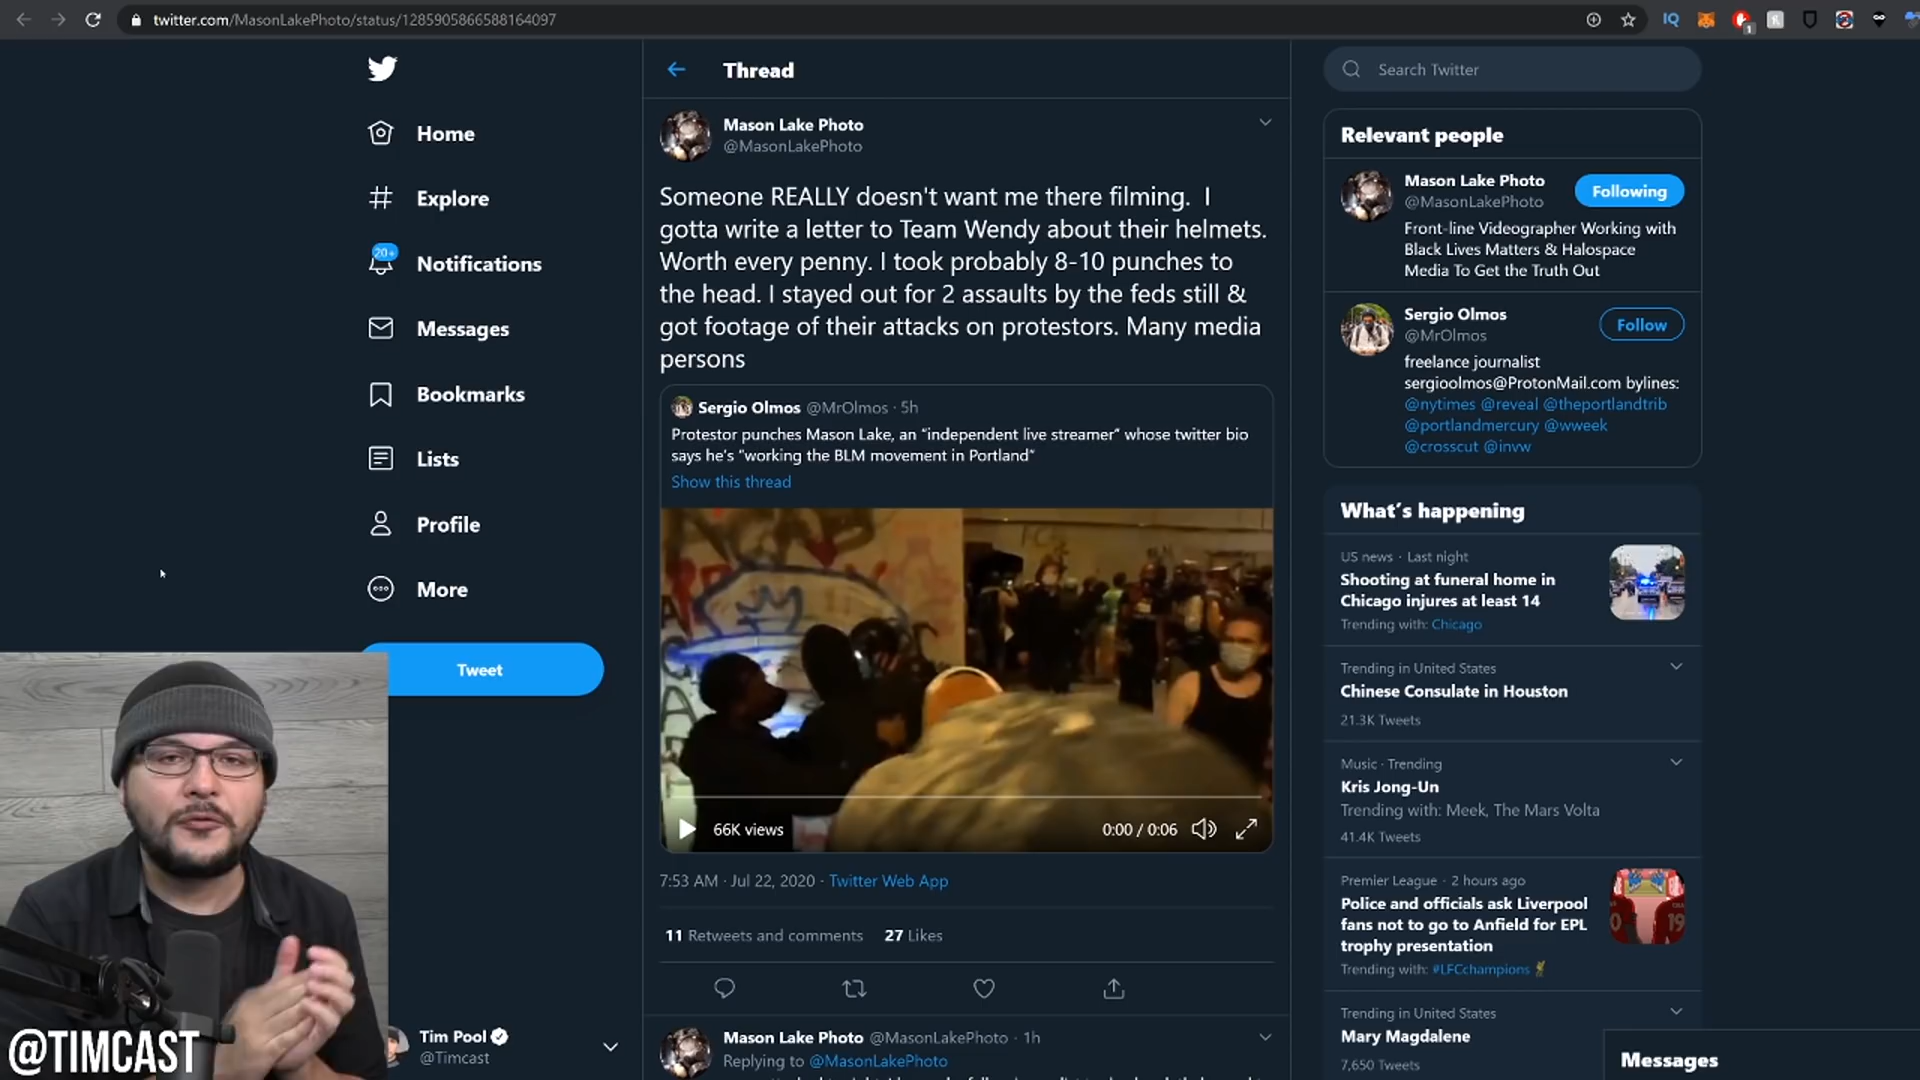 twitter.com/MasonLakePhoto/status/1285905866588164097
IQ
1
Home
Explore
20+
Notifications
Messages
Bookmarks
Lists
Profile
More
Tweet
Tim Pool
@Timcast
@TIMCAST
Thread
Mason Lake Photo
@MasonLakePhoto
Someone REALLY doesn't want me there filming. I
gotta write a letter to Team Wendy about their helmets.
Worth every penny. I took probably 8-10 punches to
the head. I stayed out for 2 assaults by the feds still &
got footage of their attacks on protestors. Many media
persons
Sergio Olmos @MrOlmos · 5h
Protestor punches Mason Lake, an "independent live streamer" whose twitter bio
says he's "working the BLM movement in Portland"
Show this thread
66K views
0:00 / 0:06
7:53 AM · Jul 22, 2020 · Twitter Web App
11 Retweets and comments 27 Likes
Mason Lake Photo @MasonLakePhoto · 1h
Replying to @MasonLakePhoto
Search Twitter
Relevant people
Mason Lake Photo
@MasonLakePhoto
Following
Front-line Videographer Working with
Black Lives Matters & Halospace
Media To Get the Truth Out
Sergio Olmos
@MrOlmos
Follow
freelance journalist
sergioolmos@ProtonMail.com bylines:
@nytimes @reveal @theportlandtrib
@portlandmercury @wweek
@crosscut @invw
What's happening
US news · Last night
Shooting at funeral home in
Chicago injures at least 14
Trending with: Chicago
Trending in United States
Chinese Consulate in Houston
21.3K Tweets
Music · Trending
Kris Jong-Un
Trending with: Meek, The Mars Volta
41.4K Tweets
Premier League · 2 hours ago
Police and officials ask Liverpool
fans not to go to Anfield for EPL
trophy presentation
Trending with: #LFCchampions
19
Trending in United States
Mary Magdalene
7,650 Tweets
Messages